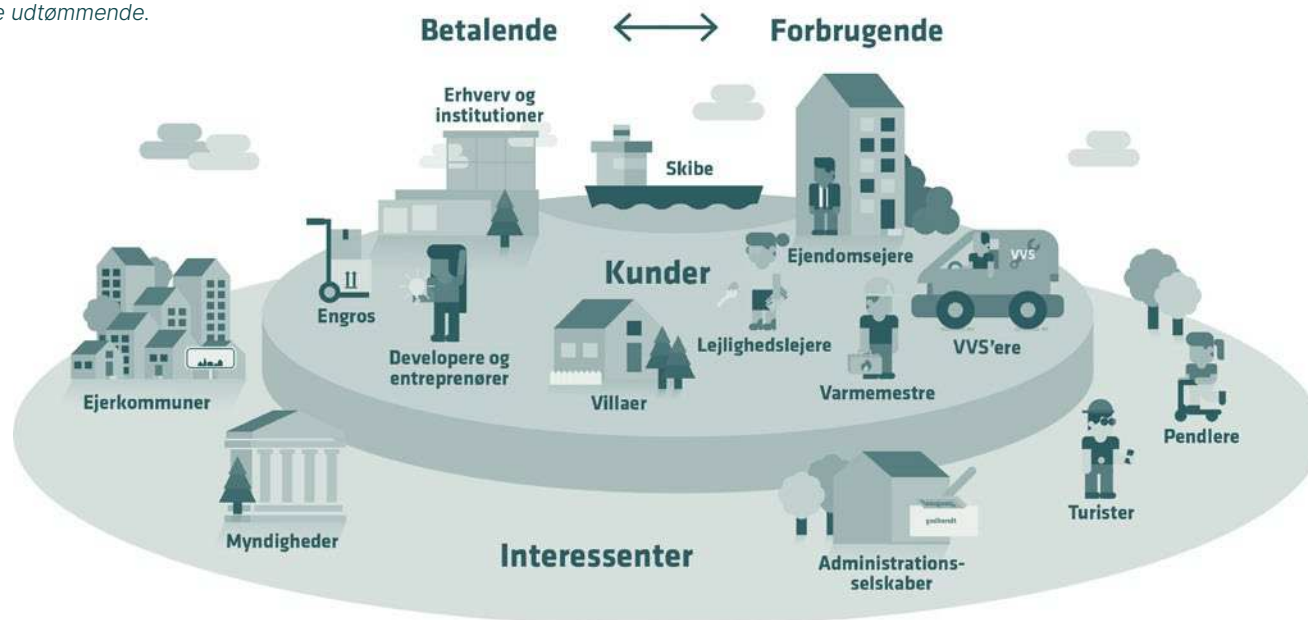 udtømmende.
Betalende
Forbrugende
Erhverv og
institutioner
Skibe
Ejendomsejere
VVS
Kunder
Engros
Developere og
entreprenører
Villaer
Lejlighedslejere
Varmemestre
VVS'ere
Ejerkommuner
Pendlere
Turister
Myndigheder
godkendt
Interessenter
Administrations-
selskaber